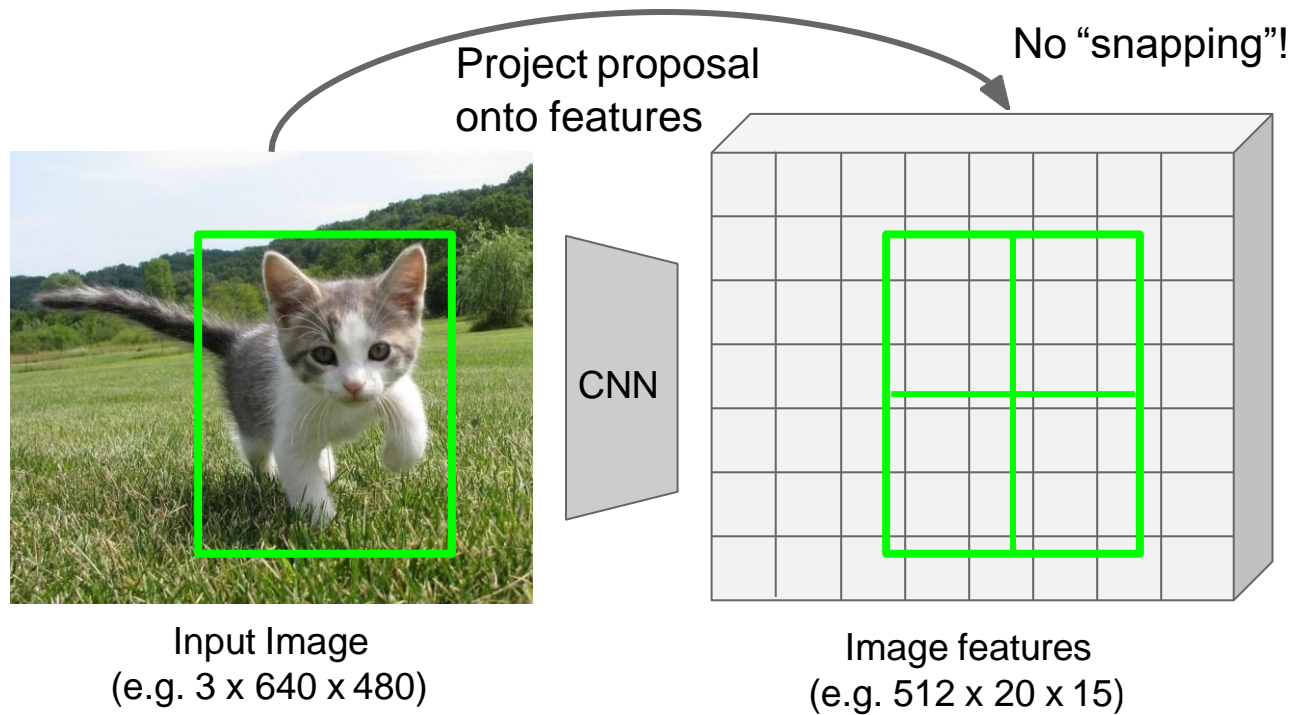 Project proposal
onto features
No “snapping”!
CNN
Input Image
(e.g. 3 x 640 x 480)
Image features
(e.g. 512 x 20 x 15)